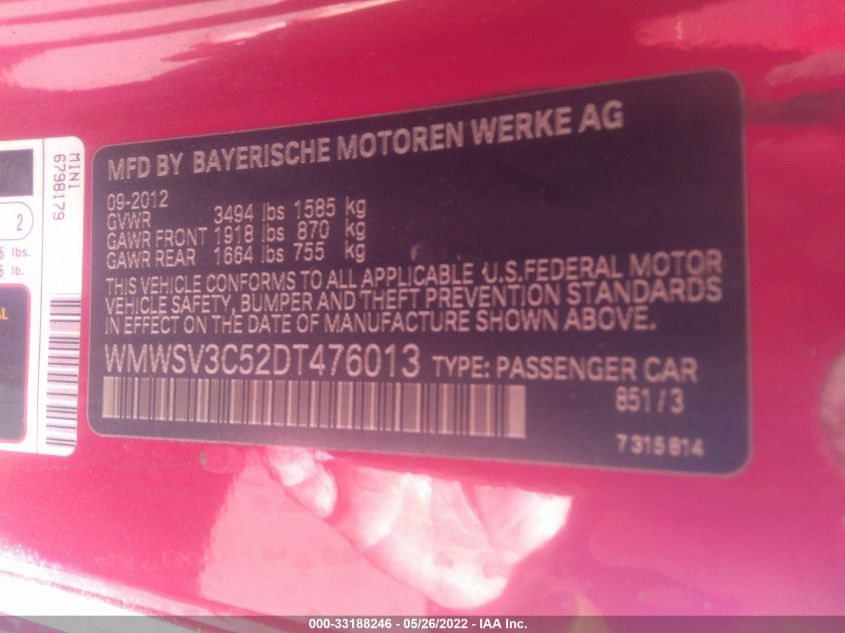 MINI
6798179
2
lbs.
lb.
MFD BY BAYERISCHE MOTOREN WERKE AG
09-2012
GVWR 3494 lbs 1585 kg
GAWR FRONT 1918 lbs 870 kg
GAWR REAR 1664 lbs 755 kg
THIS VEHICLE CONFORMS TO ALL APPLICABLE U.S.FEDERAL MOTOR
VEHICLE SAFETY, BUMPER AND THEFT PREVENTION STANDARDS
IN EFFECT ON THE DATE OF MANUFACTURE SHOWN ABOVE.
WMWSV3C52DT476013 TYPE: PASSENGER CAR
851/3
7315814
000-33188246 - 05/26/2022 - IAA Inc.